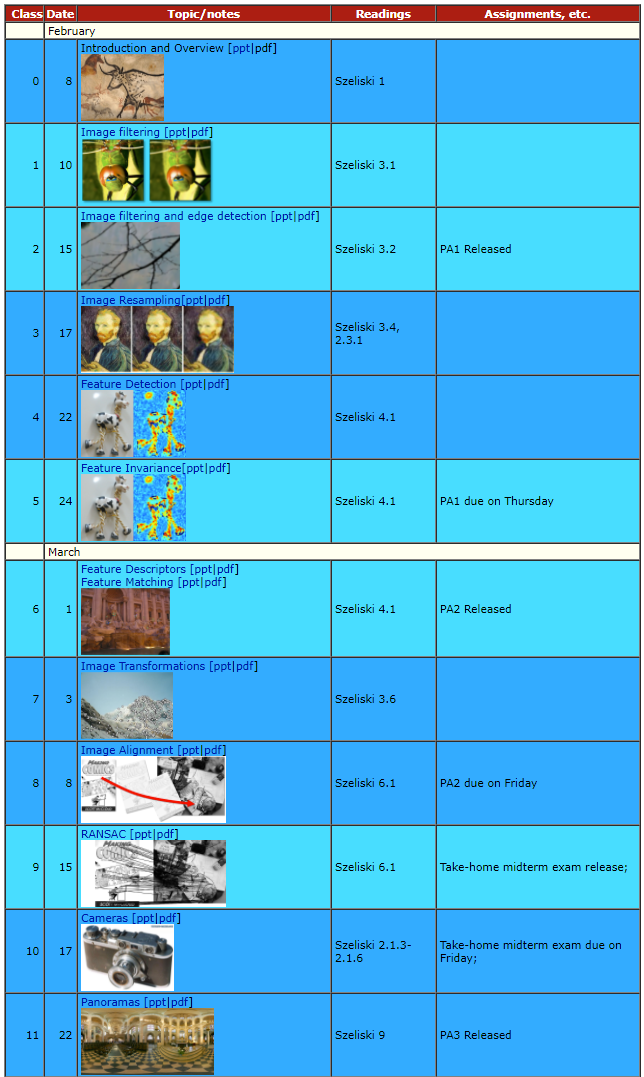 Class Date Topic/notes Readings Assignments, etc.
February
0 8 Introduction and Overview [ppt|pdf] Szeliski 1
1 10 Image filtering [ppt|pdf] Szeliski 3.1
2 15 Image filtering and edge detection [ppt|pdf] Szeliski 3.2 PA1 Released
3 17 Image Resampling[ppt|pdf] Szeliski 3.4,
2.3.1
4 22 Feature Detection [ppt|pdf] Szeliski 4.1
5 24 Feature Invariance[ppt|pdf] Szeliski 4.1 PA1 due on Thursday
March
6 1 Feature Descriptors [ppt|pdf]
Feature Matching [ppt|pdf] Szeliski 4.1 PA2 Released
7 3 Image Transformations [ppt|pdf] Szeliski 3.6
8 8 Image Alignment [ppt|pdf] Szeliski 6.1 PA2 due on Friday
MAKING
COMICS
9 15 RANSAC [ppt|pdf] Szeliski 6.1 Take-home midterm exam release;
MAKING
10 17 Cameras [ppt|pdf] Szeliski 2.1.3-
2.1.6 Take-home midterm exam due on
Friday;
11 22 Panoramas [ppt|pdf] Szeliski 9 PA3 Released